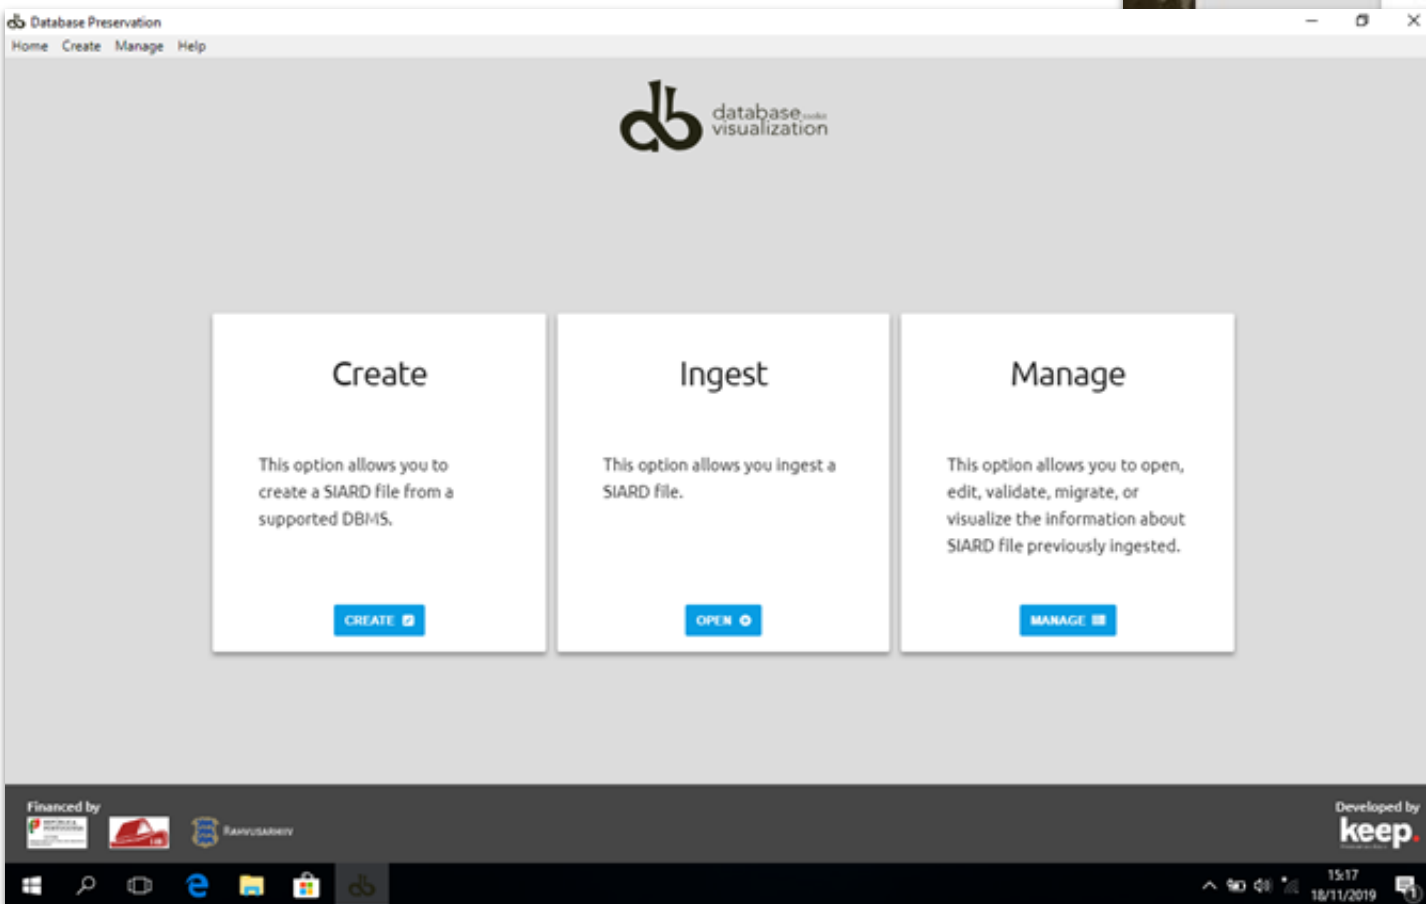 Database Preservation
Home Create Manage Help
database
visualization
Create
This option allows you to
create a SIARD file from a
supported DBMS.
CREATE
Ingest
This option allows you ingest a
SIARD file.
OPEN
Manage
This option allows you to open,
edit, validate, migrate, or
visualize the information about
SIARD file previously ingested.
MANAGE
Financed by
RAHVUSARHIIV
Developed by
keep.
15:17
18/11/2019
1